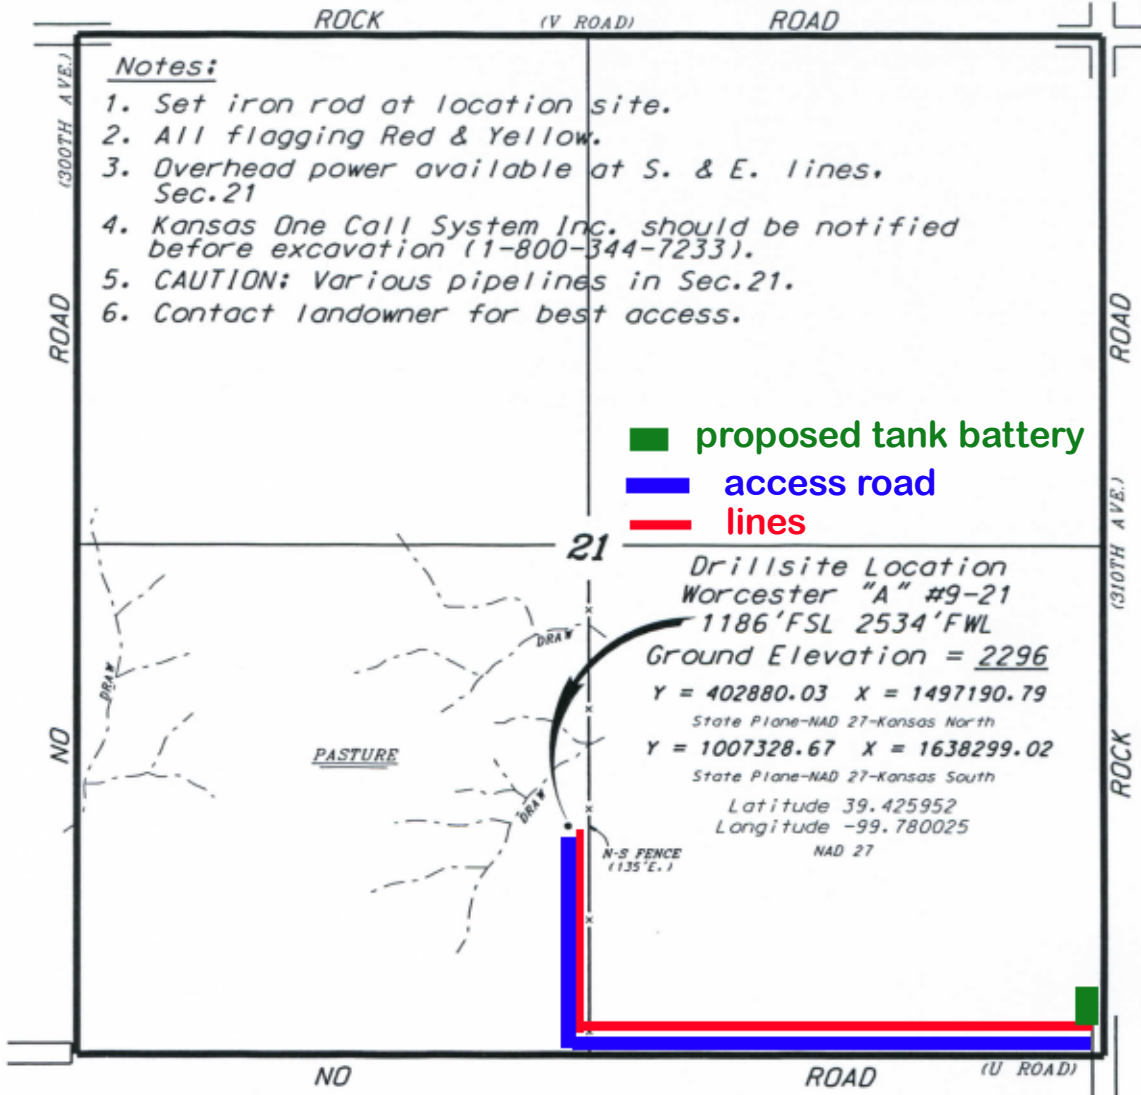 ROCK (V ROAD) ROAD
(300TH AVE.)
ROAD
NO
Notes:
1. Set iron rod at location site.
2. All flagging Red & Yellow.
3. Overhead power available at S. & E. lines.
Sec.21
4. Kansas One Call System Inc. should be notified
before excavation (1-800-344-7233).
5. CAUTION: Various pipelines in Sec.21.
6. Contact landowner for best access.
ROAD
(310TH AVE.)
ROCK
proposed tank battery
access road
lines
21
Drillsite Location
Worcester "A" #9-21
1186'FSL 2534'FWL
Ground Elevation = 2296
Y = 402880.03 X = 1497190.79
State Plane-NAD 27-Kansas North
Y = 1007328.67 X = 1638299.02
State Plane-NAD 27-Kansas South
Latitude 39.425952
Longitude -99.780025
NAD 27
DRAW
DRAW
PASTURE
DRAW
N-S FENCE
(135'E.)
NO ROAD (U ROAD)